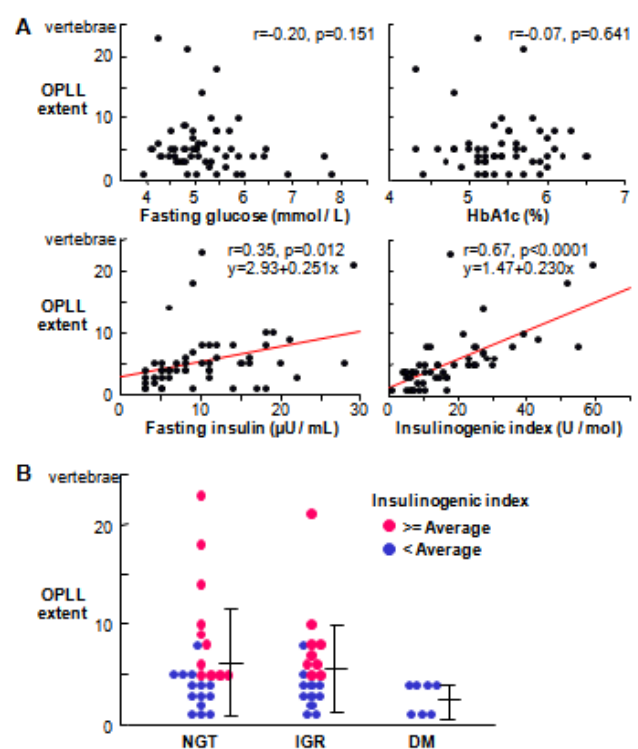 A
vertebrae
r=-0.20, p=0.151
r=-0.07, p=0.641
20
OPLL
extent
10
0
4 5 6 7 8
4 5 6 7
Fasting glucose (mmol / L)
HbA1c (%)
vertebrae
r=0.35, p=0.012
y=2.93+0.251x
r=0.67, p<0.0001
y=1.47+0.230x
20
OPLL
extent
10
0
0 10 20 30
0 20 40 60
Fasting insulin (µU / mL)
Insulinogenic index (U / mol)
B
vertebrae
Insulinogenic index
>= Average
< Average
20
OPLL
extent
10
0
NGT IGR DM